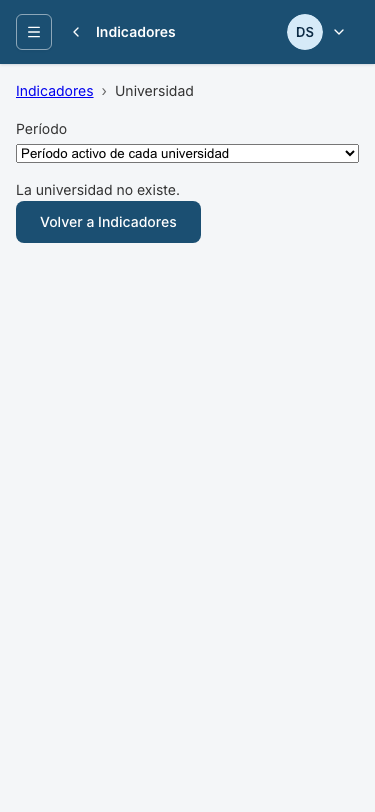 Indicadores
DS
Indicadores › Universidad
Período
Período activo de cada universidad
La universidad no existe.
Volver a Indicadores